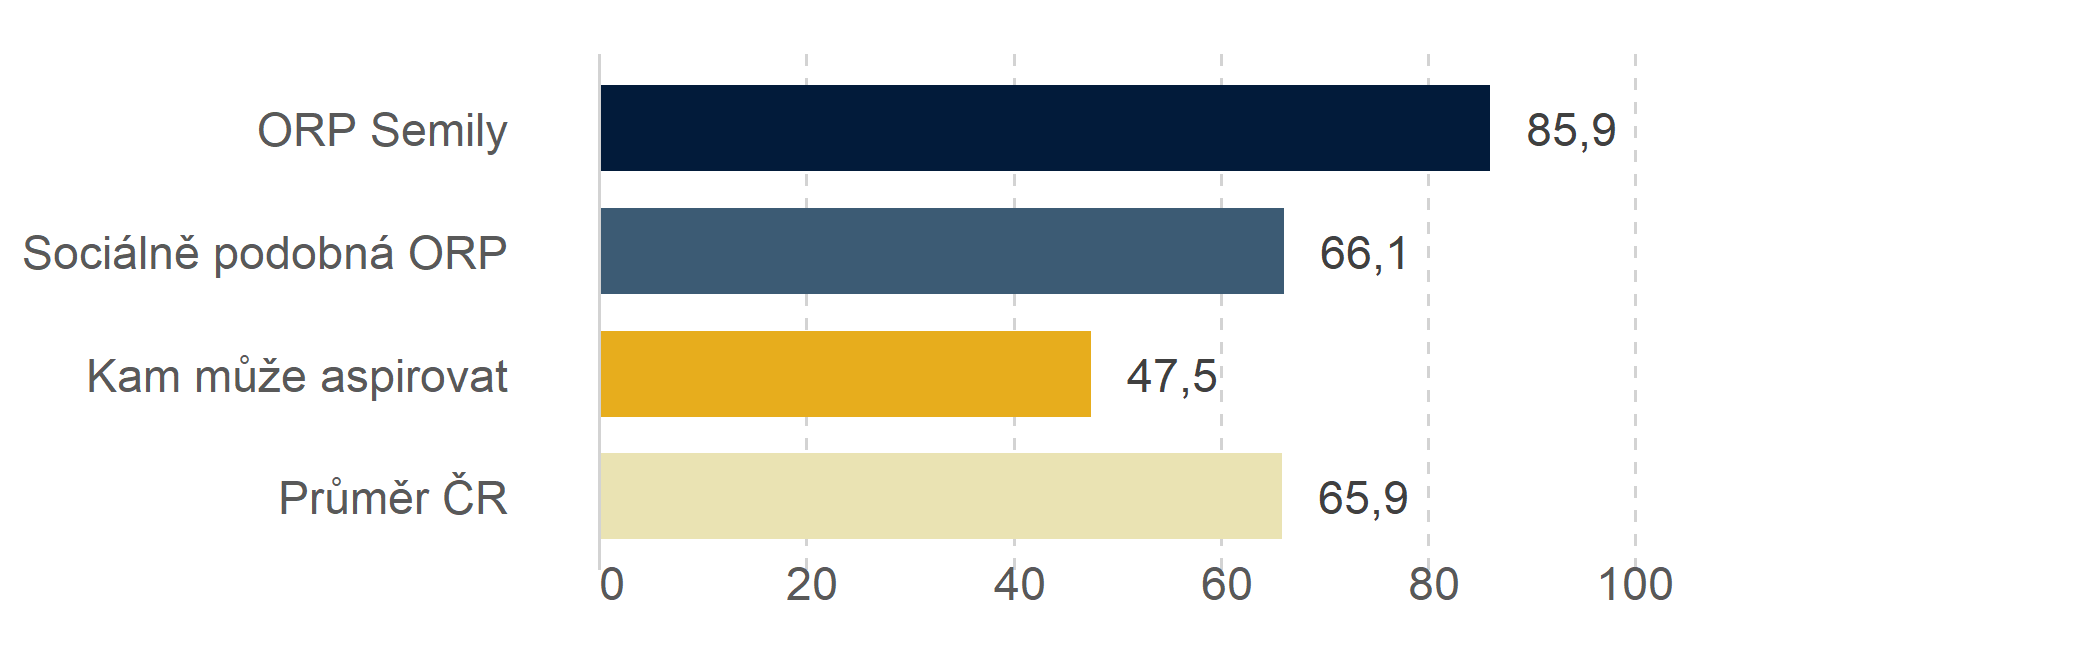 ORP Semily 85,9
Sociálně podobná ORP 66,1
Kam může aspirovat 47,5
Průměr ČR 65,9
0 20 40 60 80 100